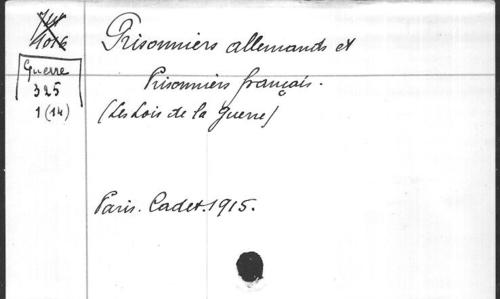 Guerre
325
1(14)
Prisonniers allemands et
Prisonniers français.
(Les Lois de la Guerre)
Paris. Cadet. 1915.